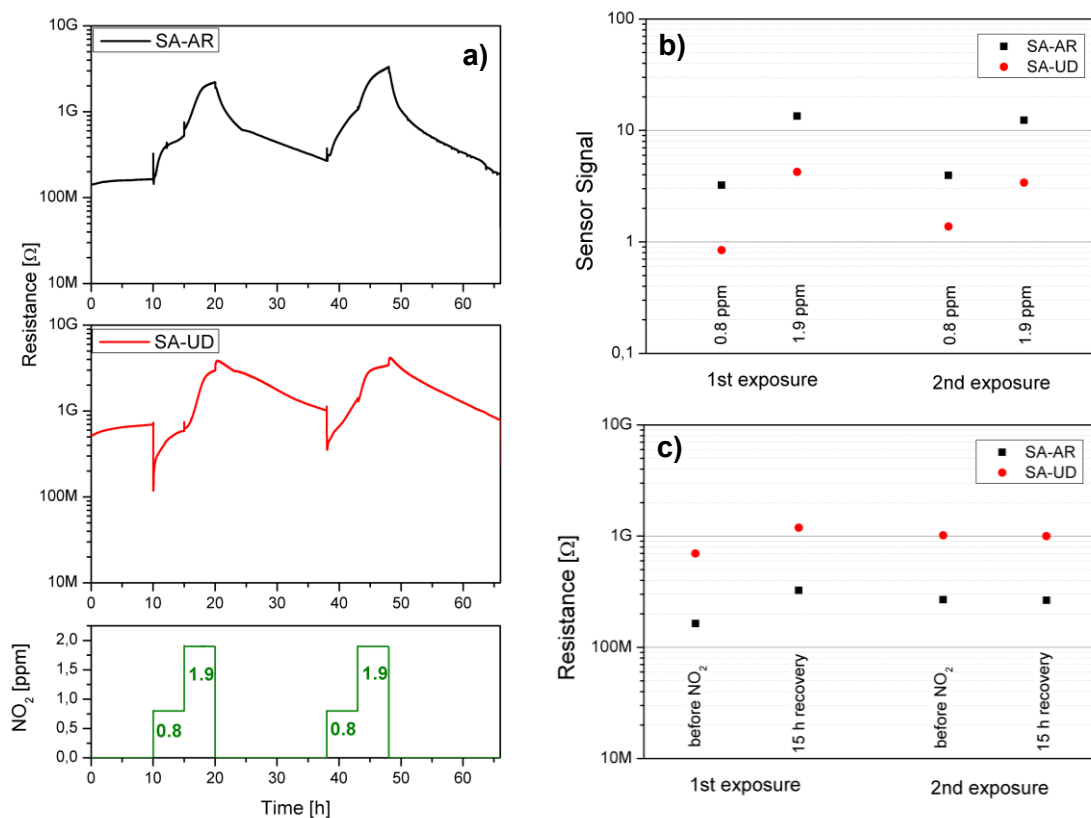 a)
SA-AR
10G
1G
100M
10M
0 10 20 30 40 50 60
Resistance [Ω]
SA-UD
10G
1G
100M
10M
0 10 20 30 40 50 60
NO₂ [ppm]
2,0
1,5
1,0
0,5
0,0
0.8
1.9
0.8
1.9
0 10 20 30 40 50 60
Time [h]
b)
SA-AR
SA-UD
100
10
1
0,1
Sensor Signal
0.8 ppm
1.9 ppm
0.8 ppm
1.9 ppm
1st exposure
2nd exposure
c)
SA-AR
SA-UD
10G
1G
100M
10M
Resistance [Ω]
before NO₂
15 h recovery
before NO₂
15 h recovery
1st exposure
2nd exposure